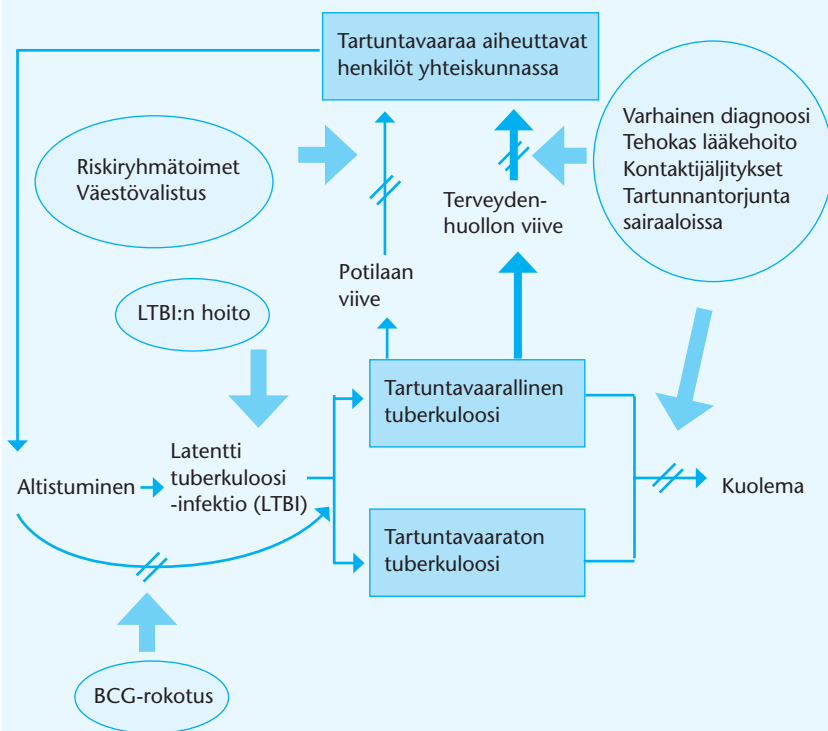 Tartuntavaaraa aiheuttavat
henkilöt yhteiskunnassa
Riskiryhmätoimet
Väestövalistus
Varhainen diagnoosi
Tehokas lääkehoito
Kontaktijäljitykset
Tartunnantorjunta
sairaaloissa
Terveyden-
huollon viive
Potilaan
viive
LTBI:n hoito
Tartuntavaarallinen
tuberkuloosi
Altistuminen
Latentti
tuberkuloosi
-infektio (LTBI)
Kuolema
Tartuntavaaraton
tuberkuloosi
BCG-rokotus